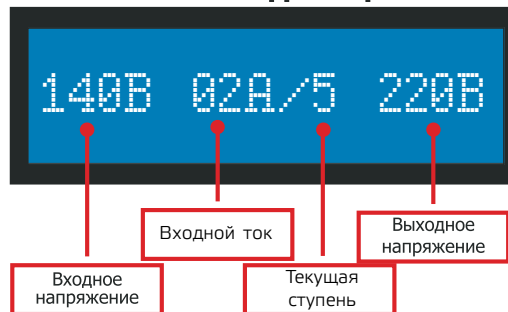 140В 02А/5 220В
Входной ток
Выходное
напряжение
Входное
напряжение
Текущая
ступень